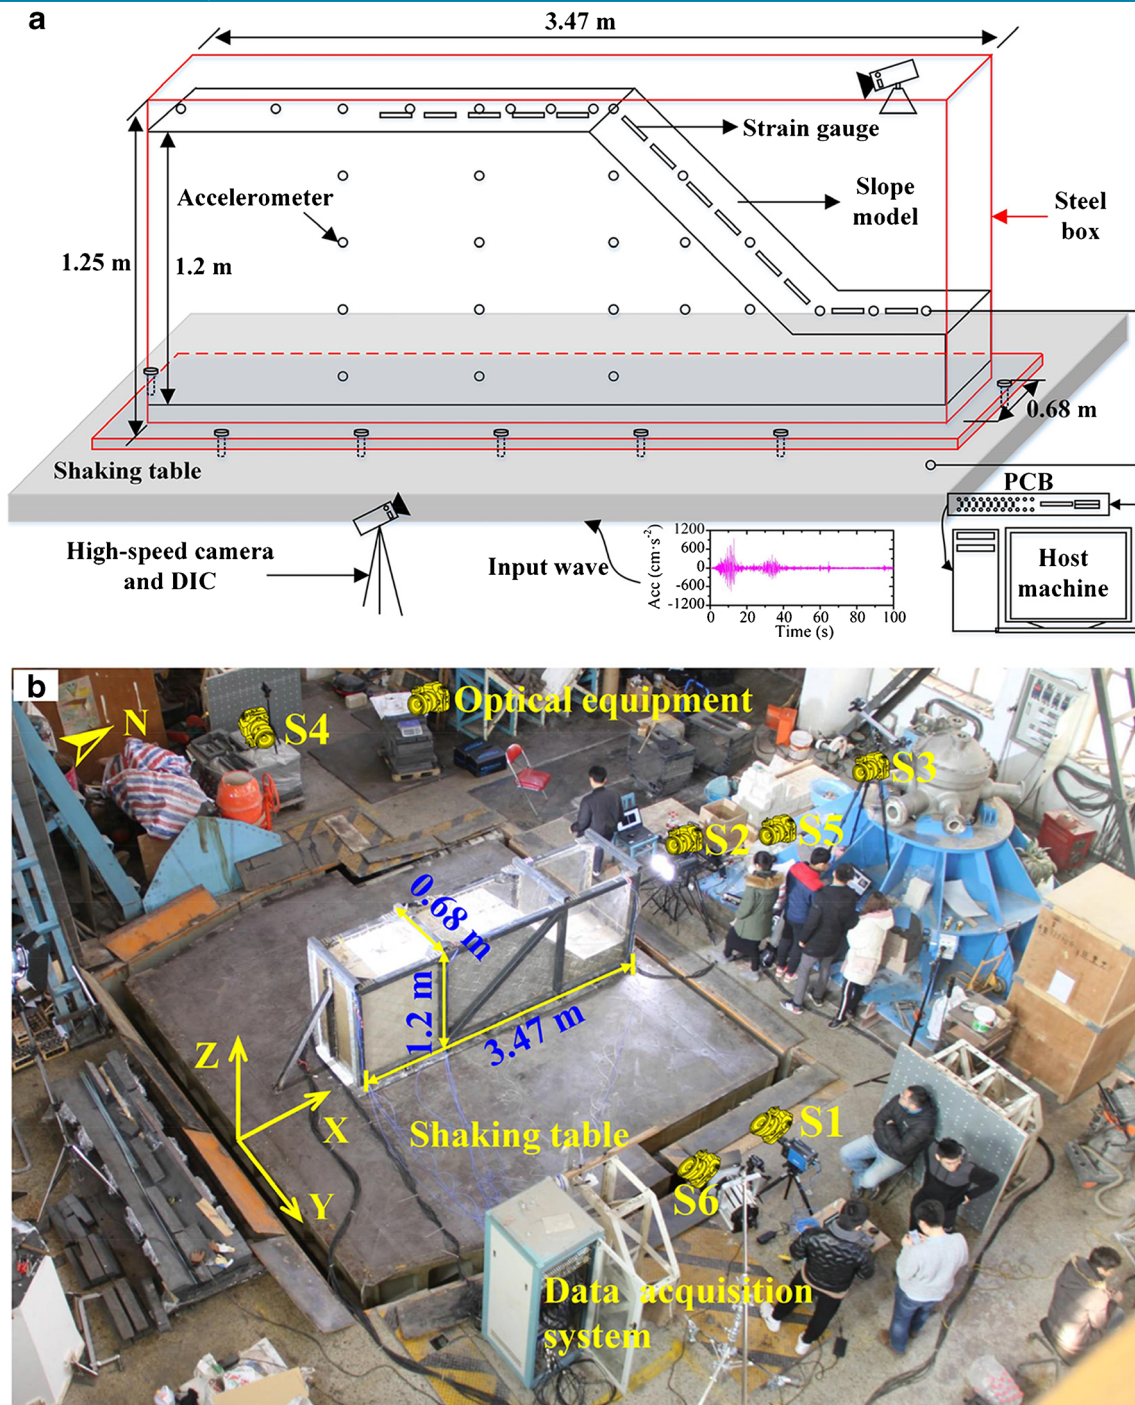 a
3.47 m
Strain gauge
Accelerometer
Slope
model
Steel
box
1.25 m
1.2 m
0.68 m
Shaking table
PCB
High-speed camera
and DIC
Input wave
Acc (cm·s⁻²)
1200
600
0
-600
-1200
0 20 40 60 80 100
Time (s)
Host
machine
b
N
S4
Optical equipment
S3
S2
S5
0.68 m
1.2 m
3.47 m
Z
X
Y
Shaking table
S1
S6
Data acquisition
system